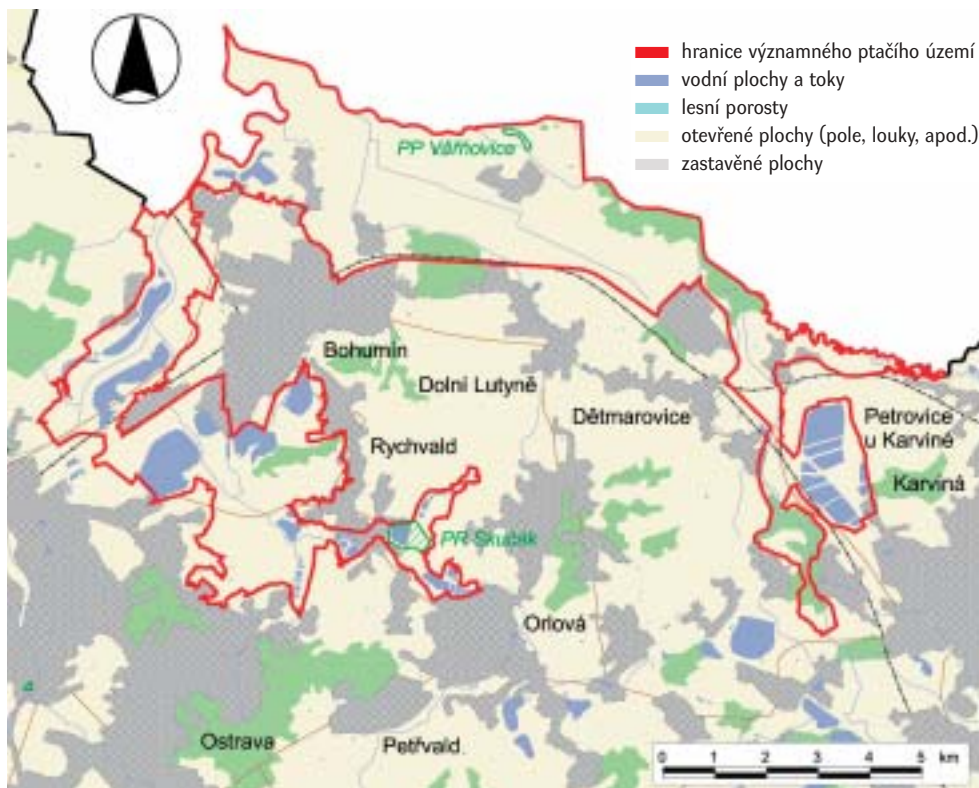 hranice významného ptačího území
vodní plochy a toky
lesní porosty
otevřené plochy (pole, louky, apod.)
zastavěné plochy
PP Věřňovice
Bohumín
Dolní Lutyně
Dětmarovice
Petrovice
u Karviné
Rychvald
Karviná
PR Skučák
Orlová
Ostrava
Petřvald
0 1 2 3 4 5 km